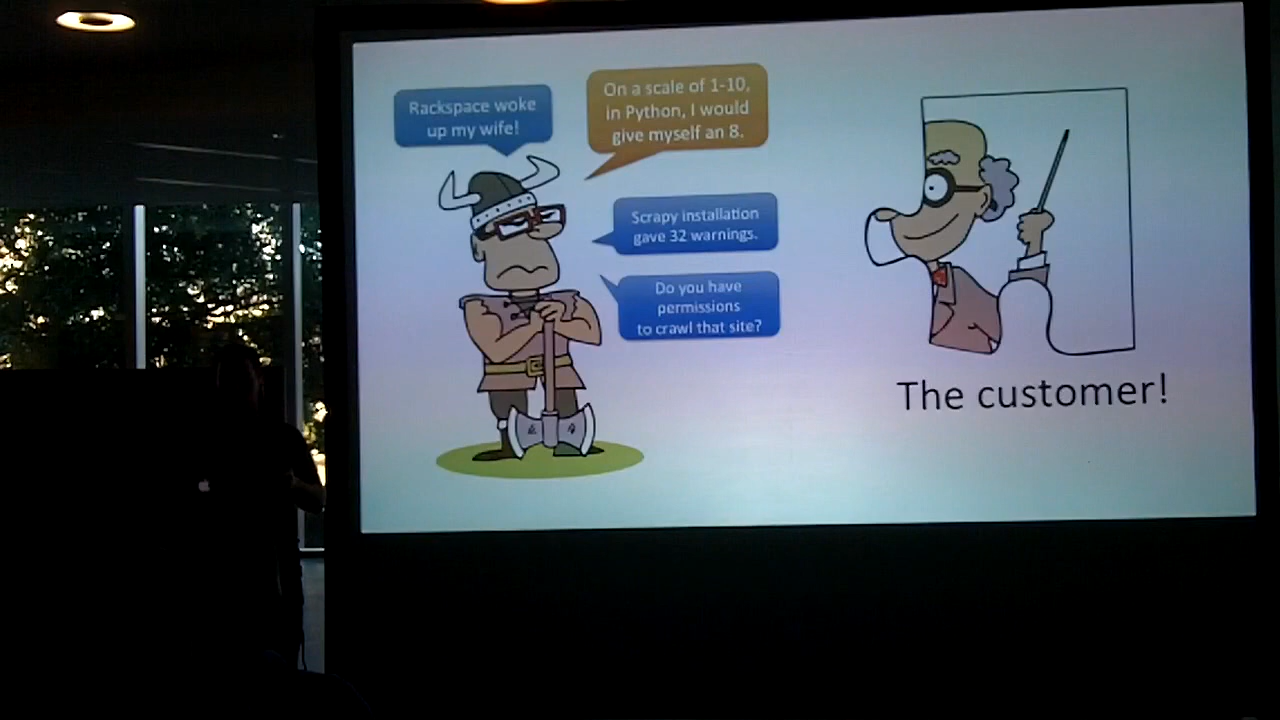 Rackspace woke
up my wife!
On a scale of 1-10,
in Python, I would
give myself an 8.
Scrapy installation
gave 32 warnings.
Do you have
permissions
to crawl that site?
The customer!